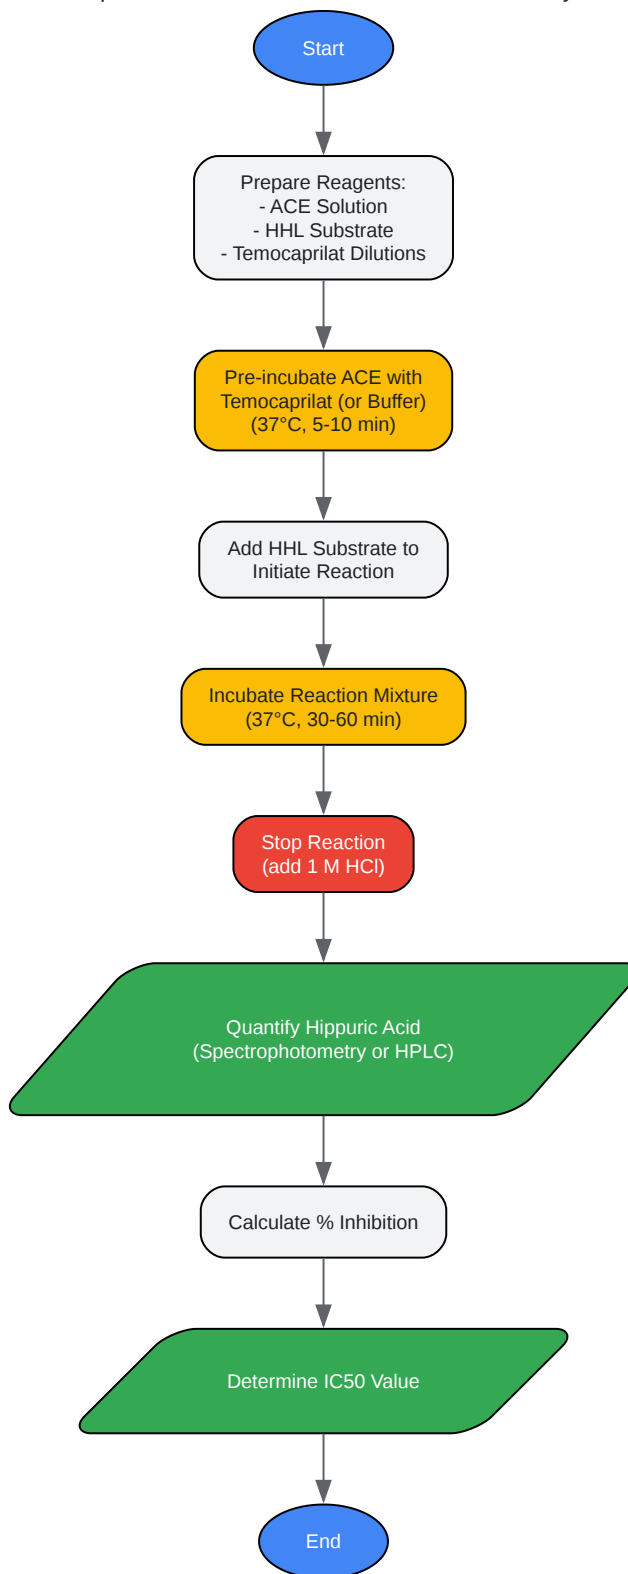 Start
Prepare Reagents:
- ACE Solution
- HHL Substrate
- Temocaprilat Dilutions
Pre-incubate ACE with
Temocaprilat (or Buffer)
(37°C, 5-10 min)
Add HHL Substrate to
Initiate Reaction
Incubate Reaction Mixture
(37°C, 30-60 min)
Stop Reaction
(add 1 M HCl)
Quantify Hippuric Acid
(Spectrophotometry or HPLC)
Calculate % Inhibition
Determine IC50 Value
End